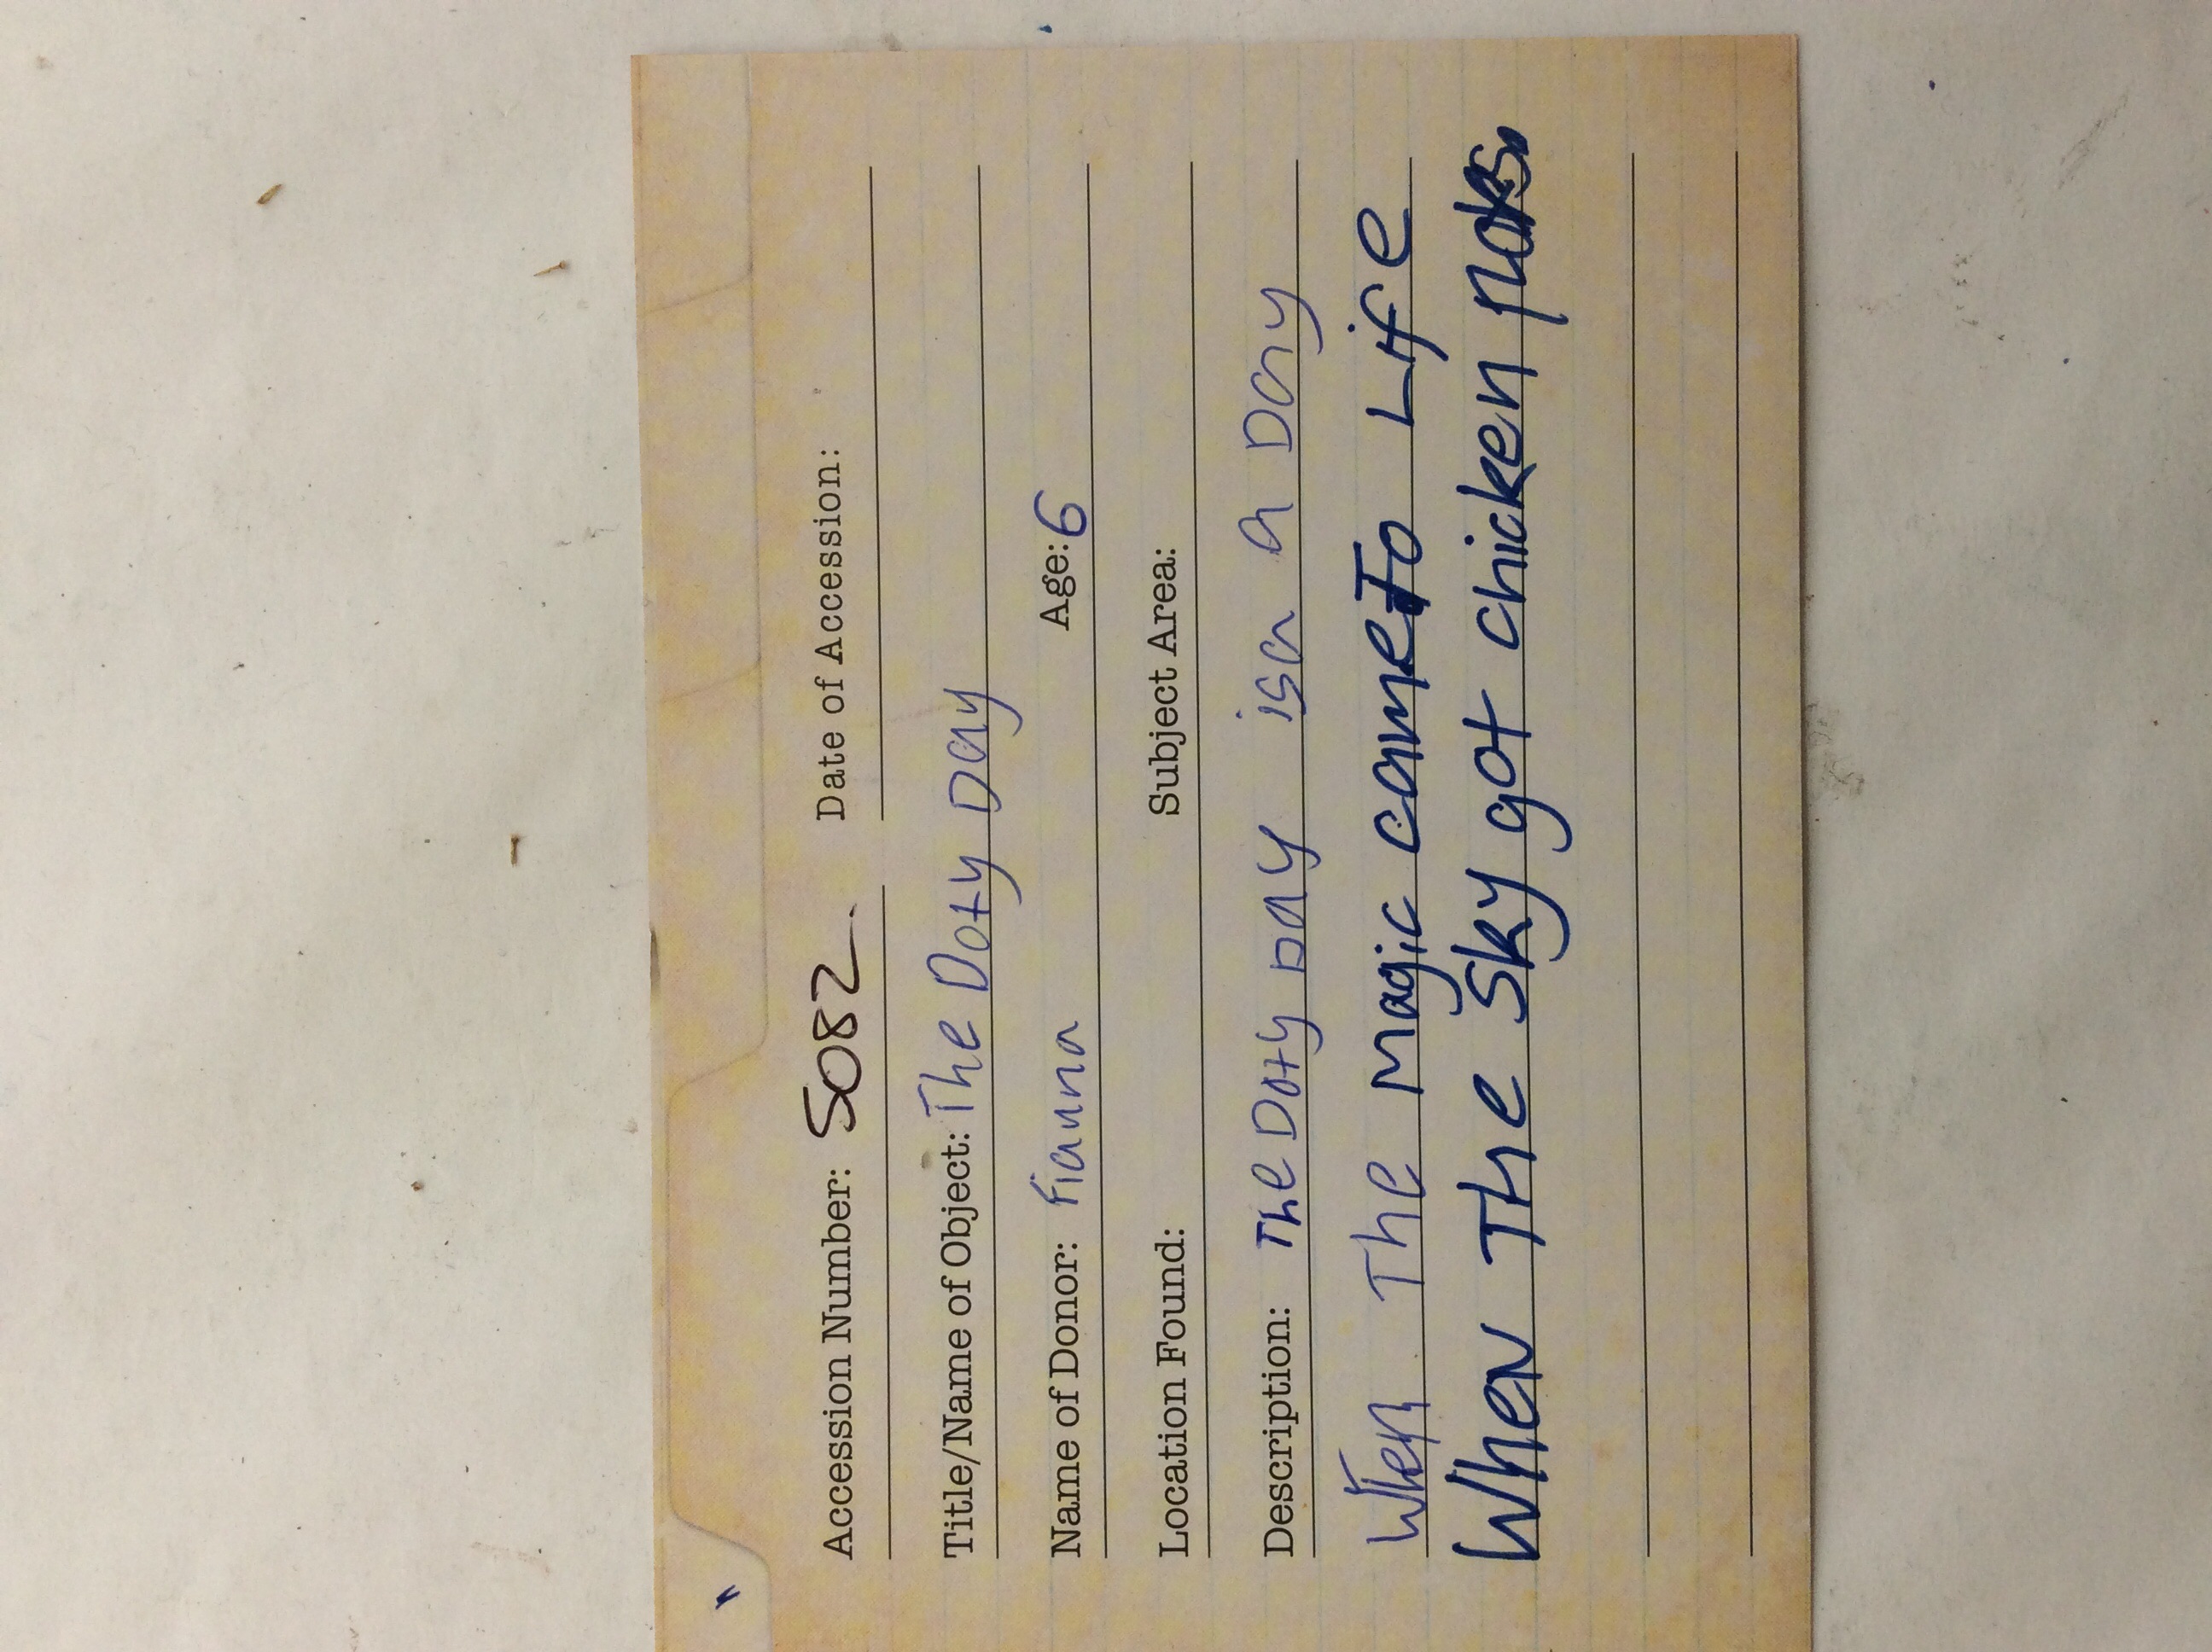 Accession Number: S082 Date of Accession:
Title/Name of Object: The Doty Day
Name of Donor: Fianna Age: 6
Location Found: Subject Area:
Description: The Doty Day isa a Day
When The Magic came To Life
When The Sky got chicken